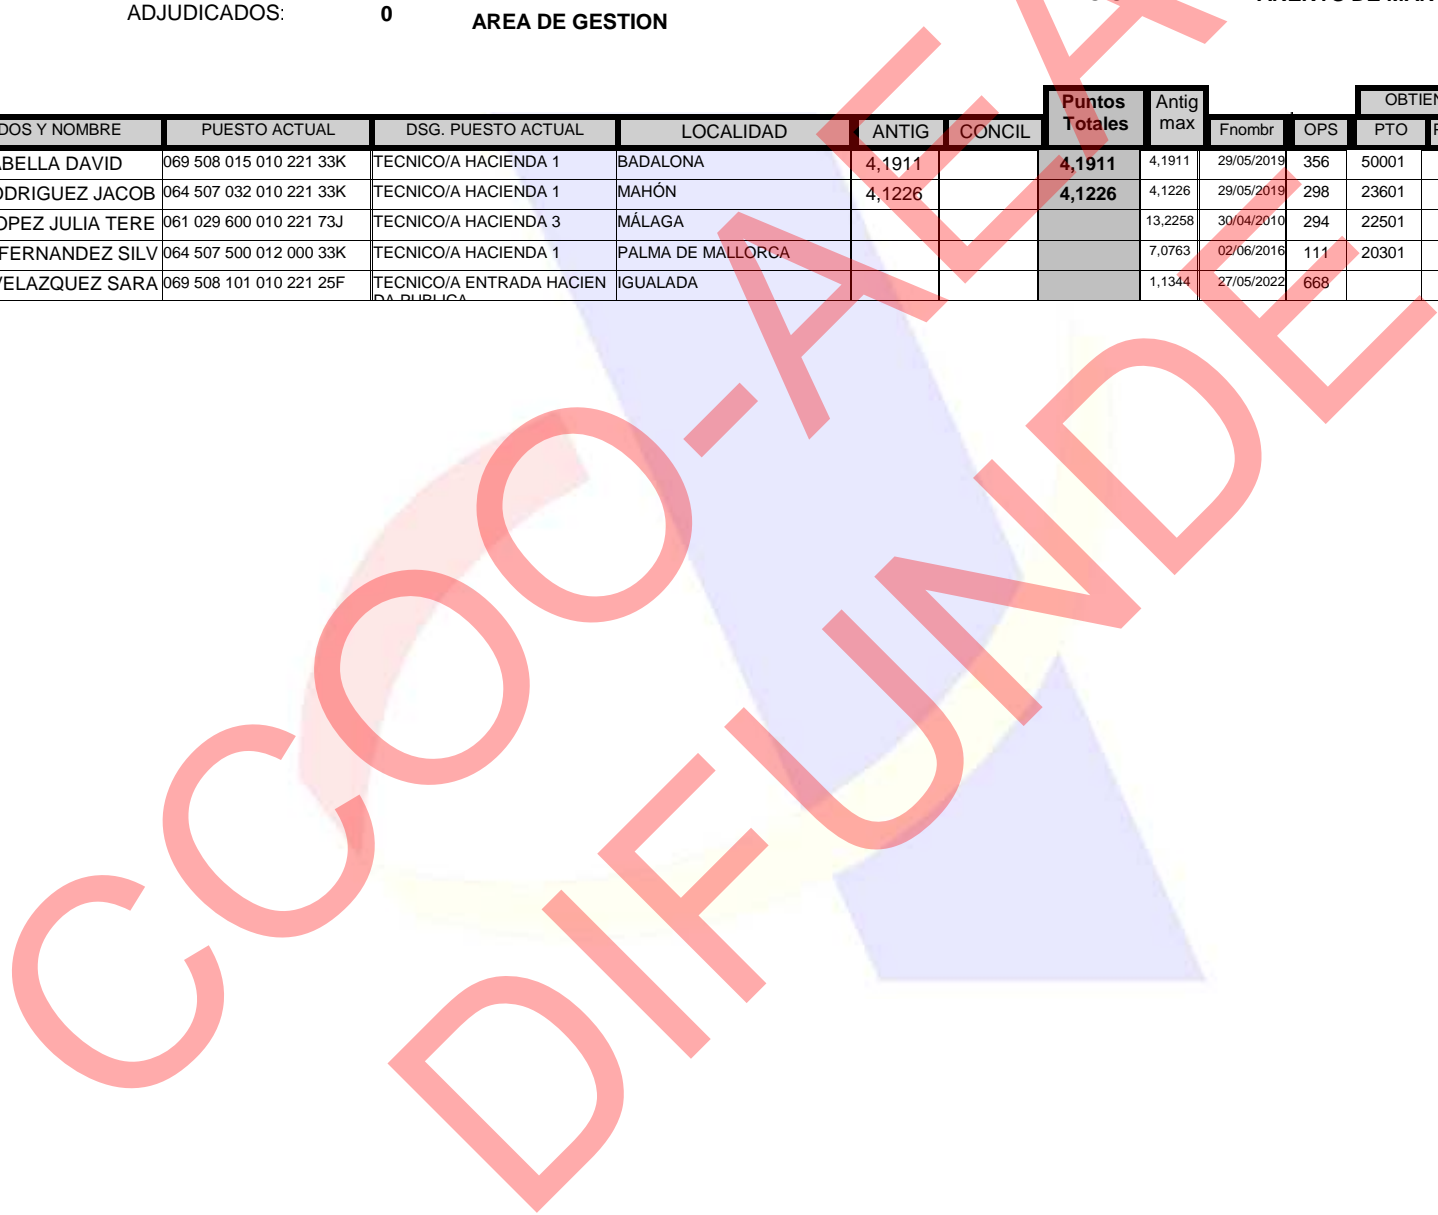 ADJUDICADOS: 0 AREA DE GESTION
Puntos Totales Antig max OBTIEN
DOS Y NOMBRE PUESTO ACTUAL DSG. PUESTO ACTUAL LOCALIDAD ANTIG CONCIL Fnombr OPS PTO
ABELLA DAVID 069 508 015 010 221 33K TECNICO/A HACIENDA 1 BADALONA 4,1911 4,1911 4,1911 29/05/2019 356 50001
ODRIGUEZ JACOB 064 507 032 010 221 33K TECNICO/A HACIENDA 1 MAHÓN 4,1226 4,1226 4,1226 29/05/2019 298 23601
OPEZ JULIA TERE 061 029 600 010 221 73J TECNICO/A HACIENDA 3 MÁLAGA 13,2258 30/04/2010 294 22501
FERNANDEZ SILV 064 507 500 012 000 33K TECNICO/A HACIENDA 1 PALMA DE MALLORCA 7,0763 02/06/2016 111 20301
VELAZQUEZ SARA 069 508 101 010 221 25F TECNICO/A ENTRADA HACIEN IGUALADA 1,1344 27/05/2022 668
DA PUBLICA
CCOO-AEA
DIFUNDE